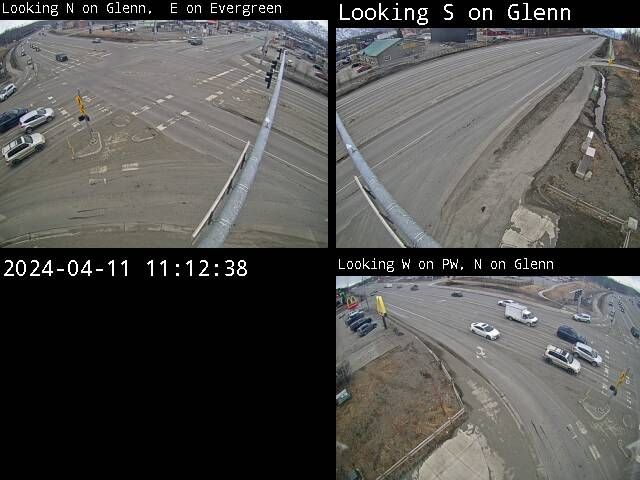 Looking N on Glenn,  E on Evergreen
Looking S on Glenn
2024-04-11 11:12:38
Looking W on PW, N on Glenn